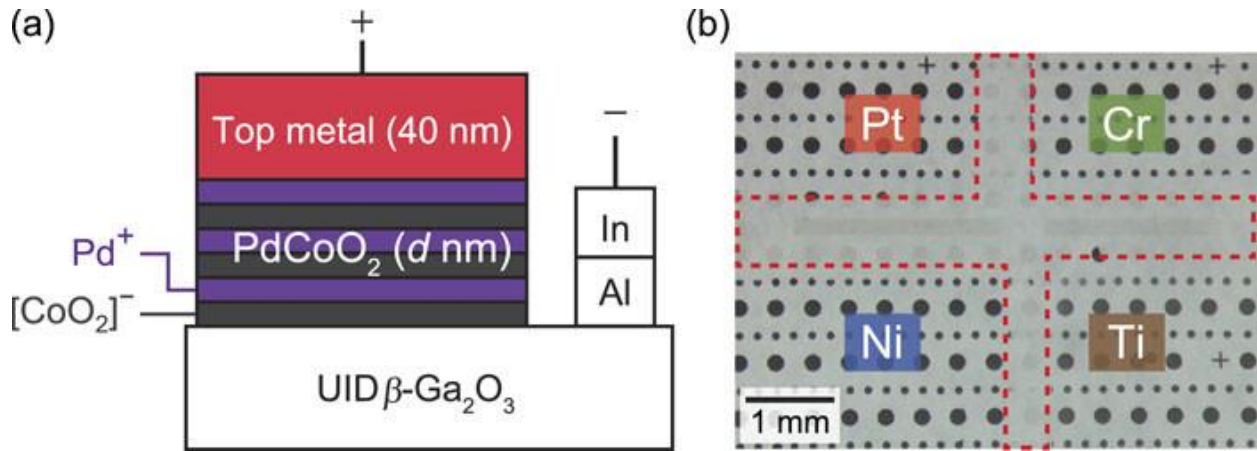 (a)
+
Top metal (40 nm)
PdCoO₂ (d nm)
Pd⁺
[CoO₂]⁻
−
In
Al
UID β-Ga₂O₃
(b)
Pt
Cr
Ni
Ti
1 mm